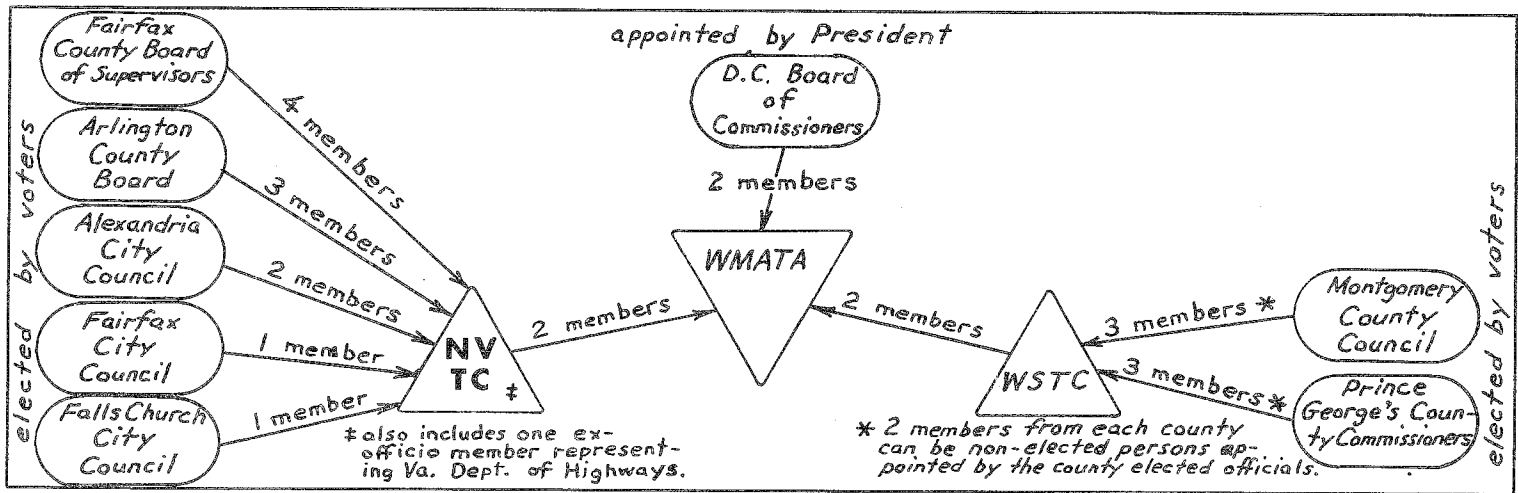 Fairfax
County Board
of Supervisors
Arlington
County
Board
Alexandria
City
Council
Fairfax
City
Council
Falls Church
City
Council
elected by voters
4 members
3 members
2 members
1 member
1 member
NV
TC ‡
‡ also includes one ex-
officio member represent-
ing Va. Dept. of Highways.
2 members
appointed by President
D.C. Board
of
Commissioners
2 members
WMATA
2 members
WSTC
3 members *
3 members *
* 2 members from each county
can be non-elected persons ap-
pointed by the county elected officials.
Montgomery
County
Council
Prince
George's Coun-
ty Commissioners
elected by voters